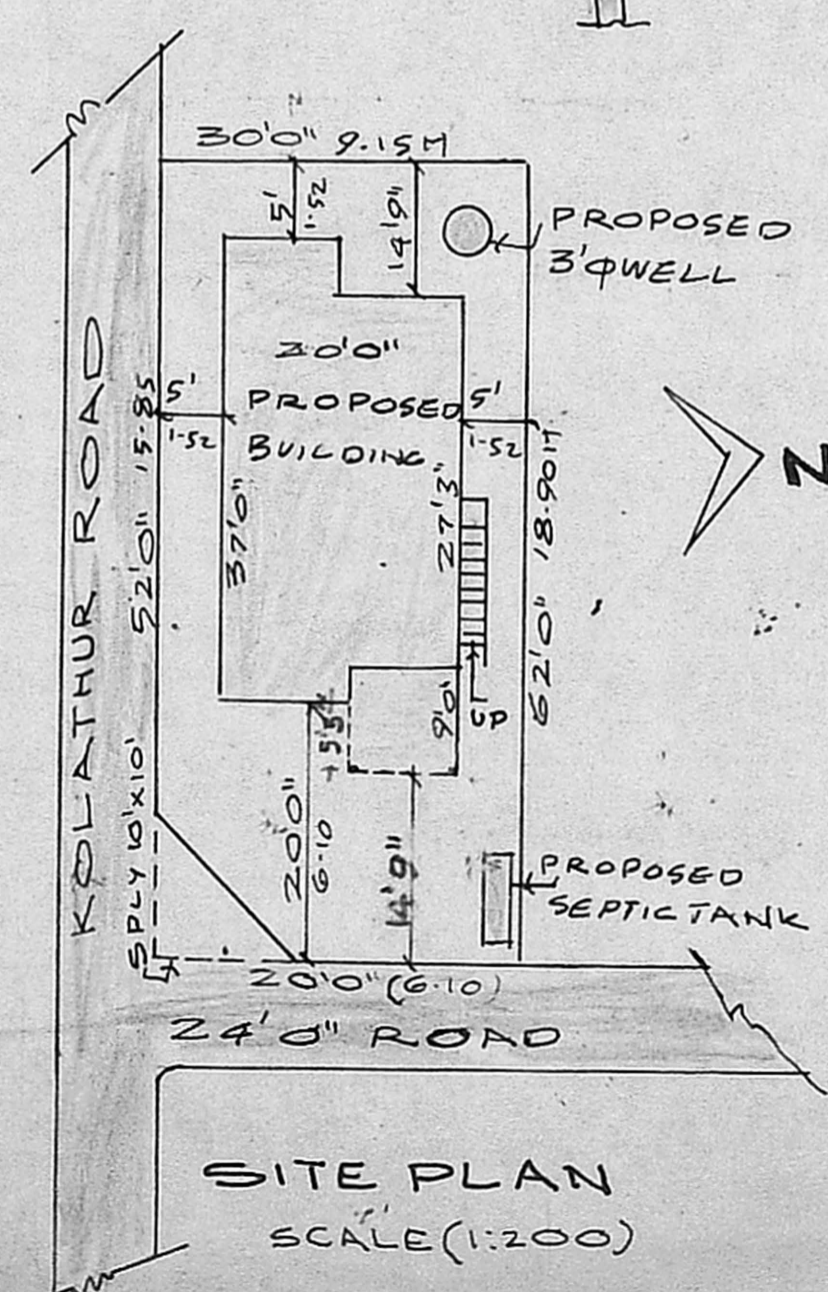 30'0" 9.15M
5'
1.52
14'9"
PROPOSED
3'ΦWELL
20'0"
PROPOSED
BUILDING
5'
1.52
5'
1.52
KOLATHUR ROAD
52'0" 15.85
37'0"
27'3"
62'0" 18.90M
N
UP
9'0"
SPLY 10'x10'
20'0"
6.10
14'9"
PROPOSED
SEPTIC TANK
20'0" (6.10)
24'0" ROAD
SITE PLAN
SCALE (1:200)